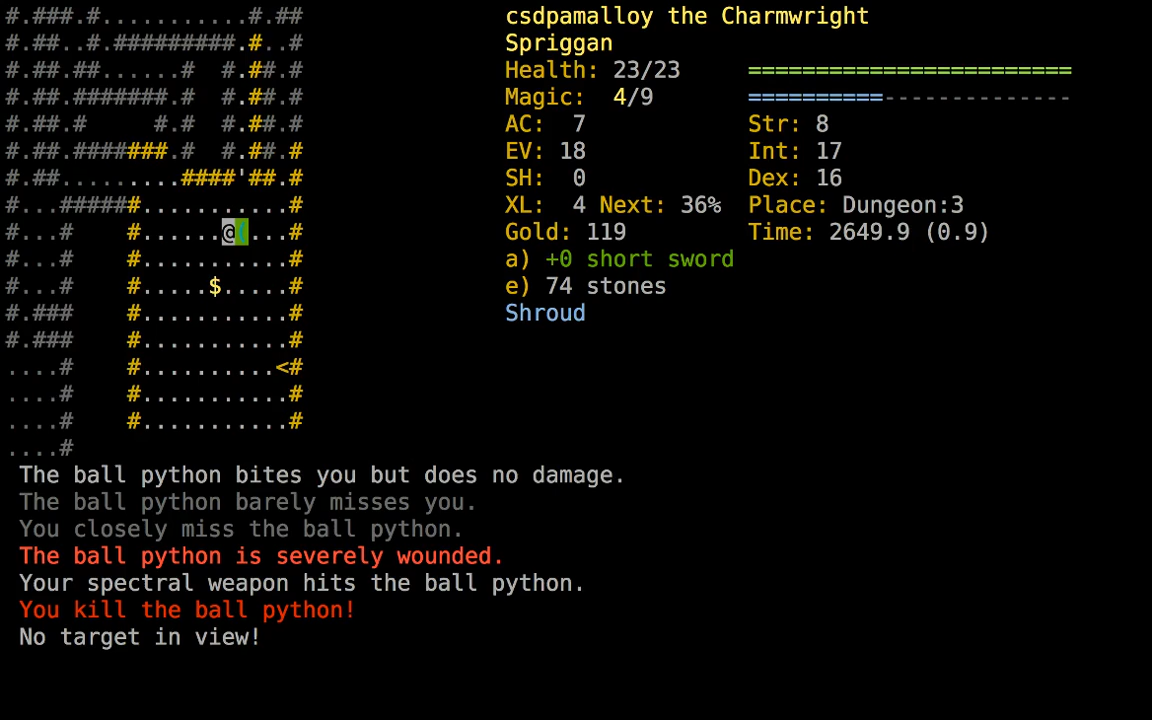 #.###.#...........#.##
csdpamalloy the Charmwright
#.##..#.#########.#..#
Spriggan
#.##.##......# #.##.#
Health: 23/23 ========================
#.##.#######.# #.##.#
Magic: 4/9 ==========--------------
#.##.# #.# #.##.#
AC: 7 Str: 8
#.##.#######.# #.##.#
EV: 18 Int: 17
#.##.........####'##.#
SH: 0 Dex: 16
#...######...........#
XL: 4 Next: 36% Place: Dungeon:3
#...# #......@(...#
Gold: 119 Time: 2649.9 (0.9)
#...# #...........#
a) +0 short sword
#...# #.....$.....#
e) 74 stones
#.### #...........#
Shroud
#.### #...........#
....# #..........<#
....# #...........#
....# #...........#
....#
The ball python bites you but does no damage.
The ball python barely misses you.
You closely miss the ball python.
The ball python is severely wounded.
Your spectral weapon hits the ball python.
You kill the ball python!
No target in view!